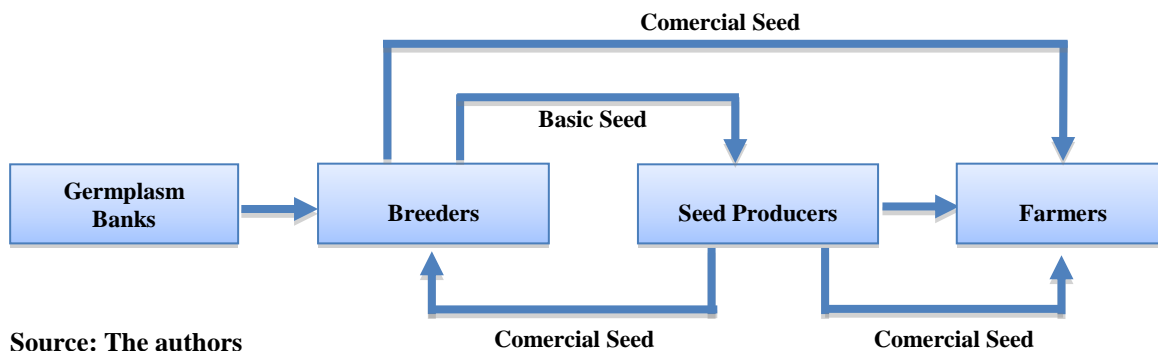 Comercial Seed
Basic Seed
Germplasm
Banks
Breeders
Seed Producers
Farmers
Comercial Seed
Comercial Seed
Source: The authors